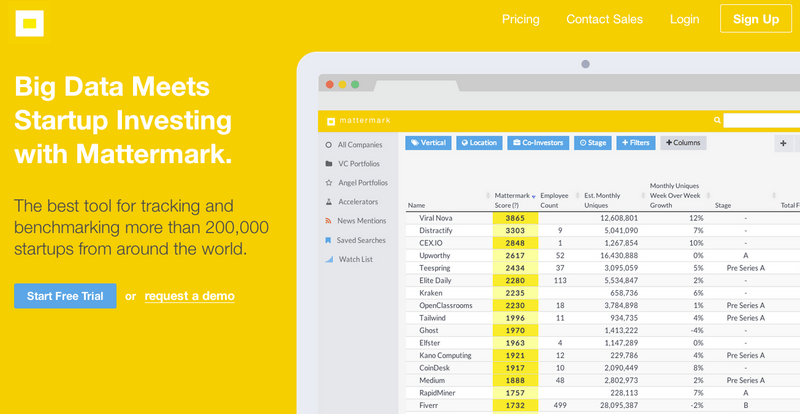 Pricing
Contact Sales
Login
Sign Up
Big Data Meets
Startup Investing
with Mattermark.
The best tool for tracking and
benchmarking more than 200,000
startups from around the world.
Start Free Trial or request a demo
mattermark
All Companies
VC Portfolios
Angel Portfolios
Accelerators
News Mentions
Saved Searches
Watch List
Vertical Location Co-Investors Stage + Filters + Columns
Name Mattermark Score (?) Employee Count Est. Monthly Uniques Monthly Uniques Week Over Week Growth Stage Total F
Viral Nova 3865 12,608,801 12% -
Distractify 3303 9 5,041,090 7% -
CEX.IO 2848 1 1,267,854 10% -
Upworthy 2617 52 16,430,888 0% A
Teespring 2434 37 3,095,059 5% Pre Series A
Elite Daily 2280 113 5,534,847 2% -
Kraken 2235 658,736 6% -
OpenClassrooms 2230 18 3,784,898 1% Pre Series A
Tailwind 1996 11 934,735 4% Pre Series A
Ghost 1970 1,413,222 -4% -
Elfster 1963 4 1,147,289 0% -
Kano Computing 1921 12 229,786 4% Pre Series A
CoinDesk 1917 10 2,090,449 8% -
Medium 1888 48 2,802,973 2% Pre Series A
RapidMiner 1757 228,113 7% A
Fiverr 1732 499 28,095,387 -2% B